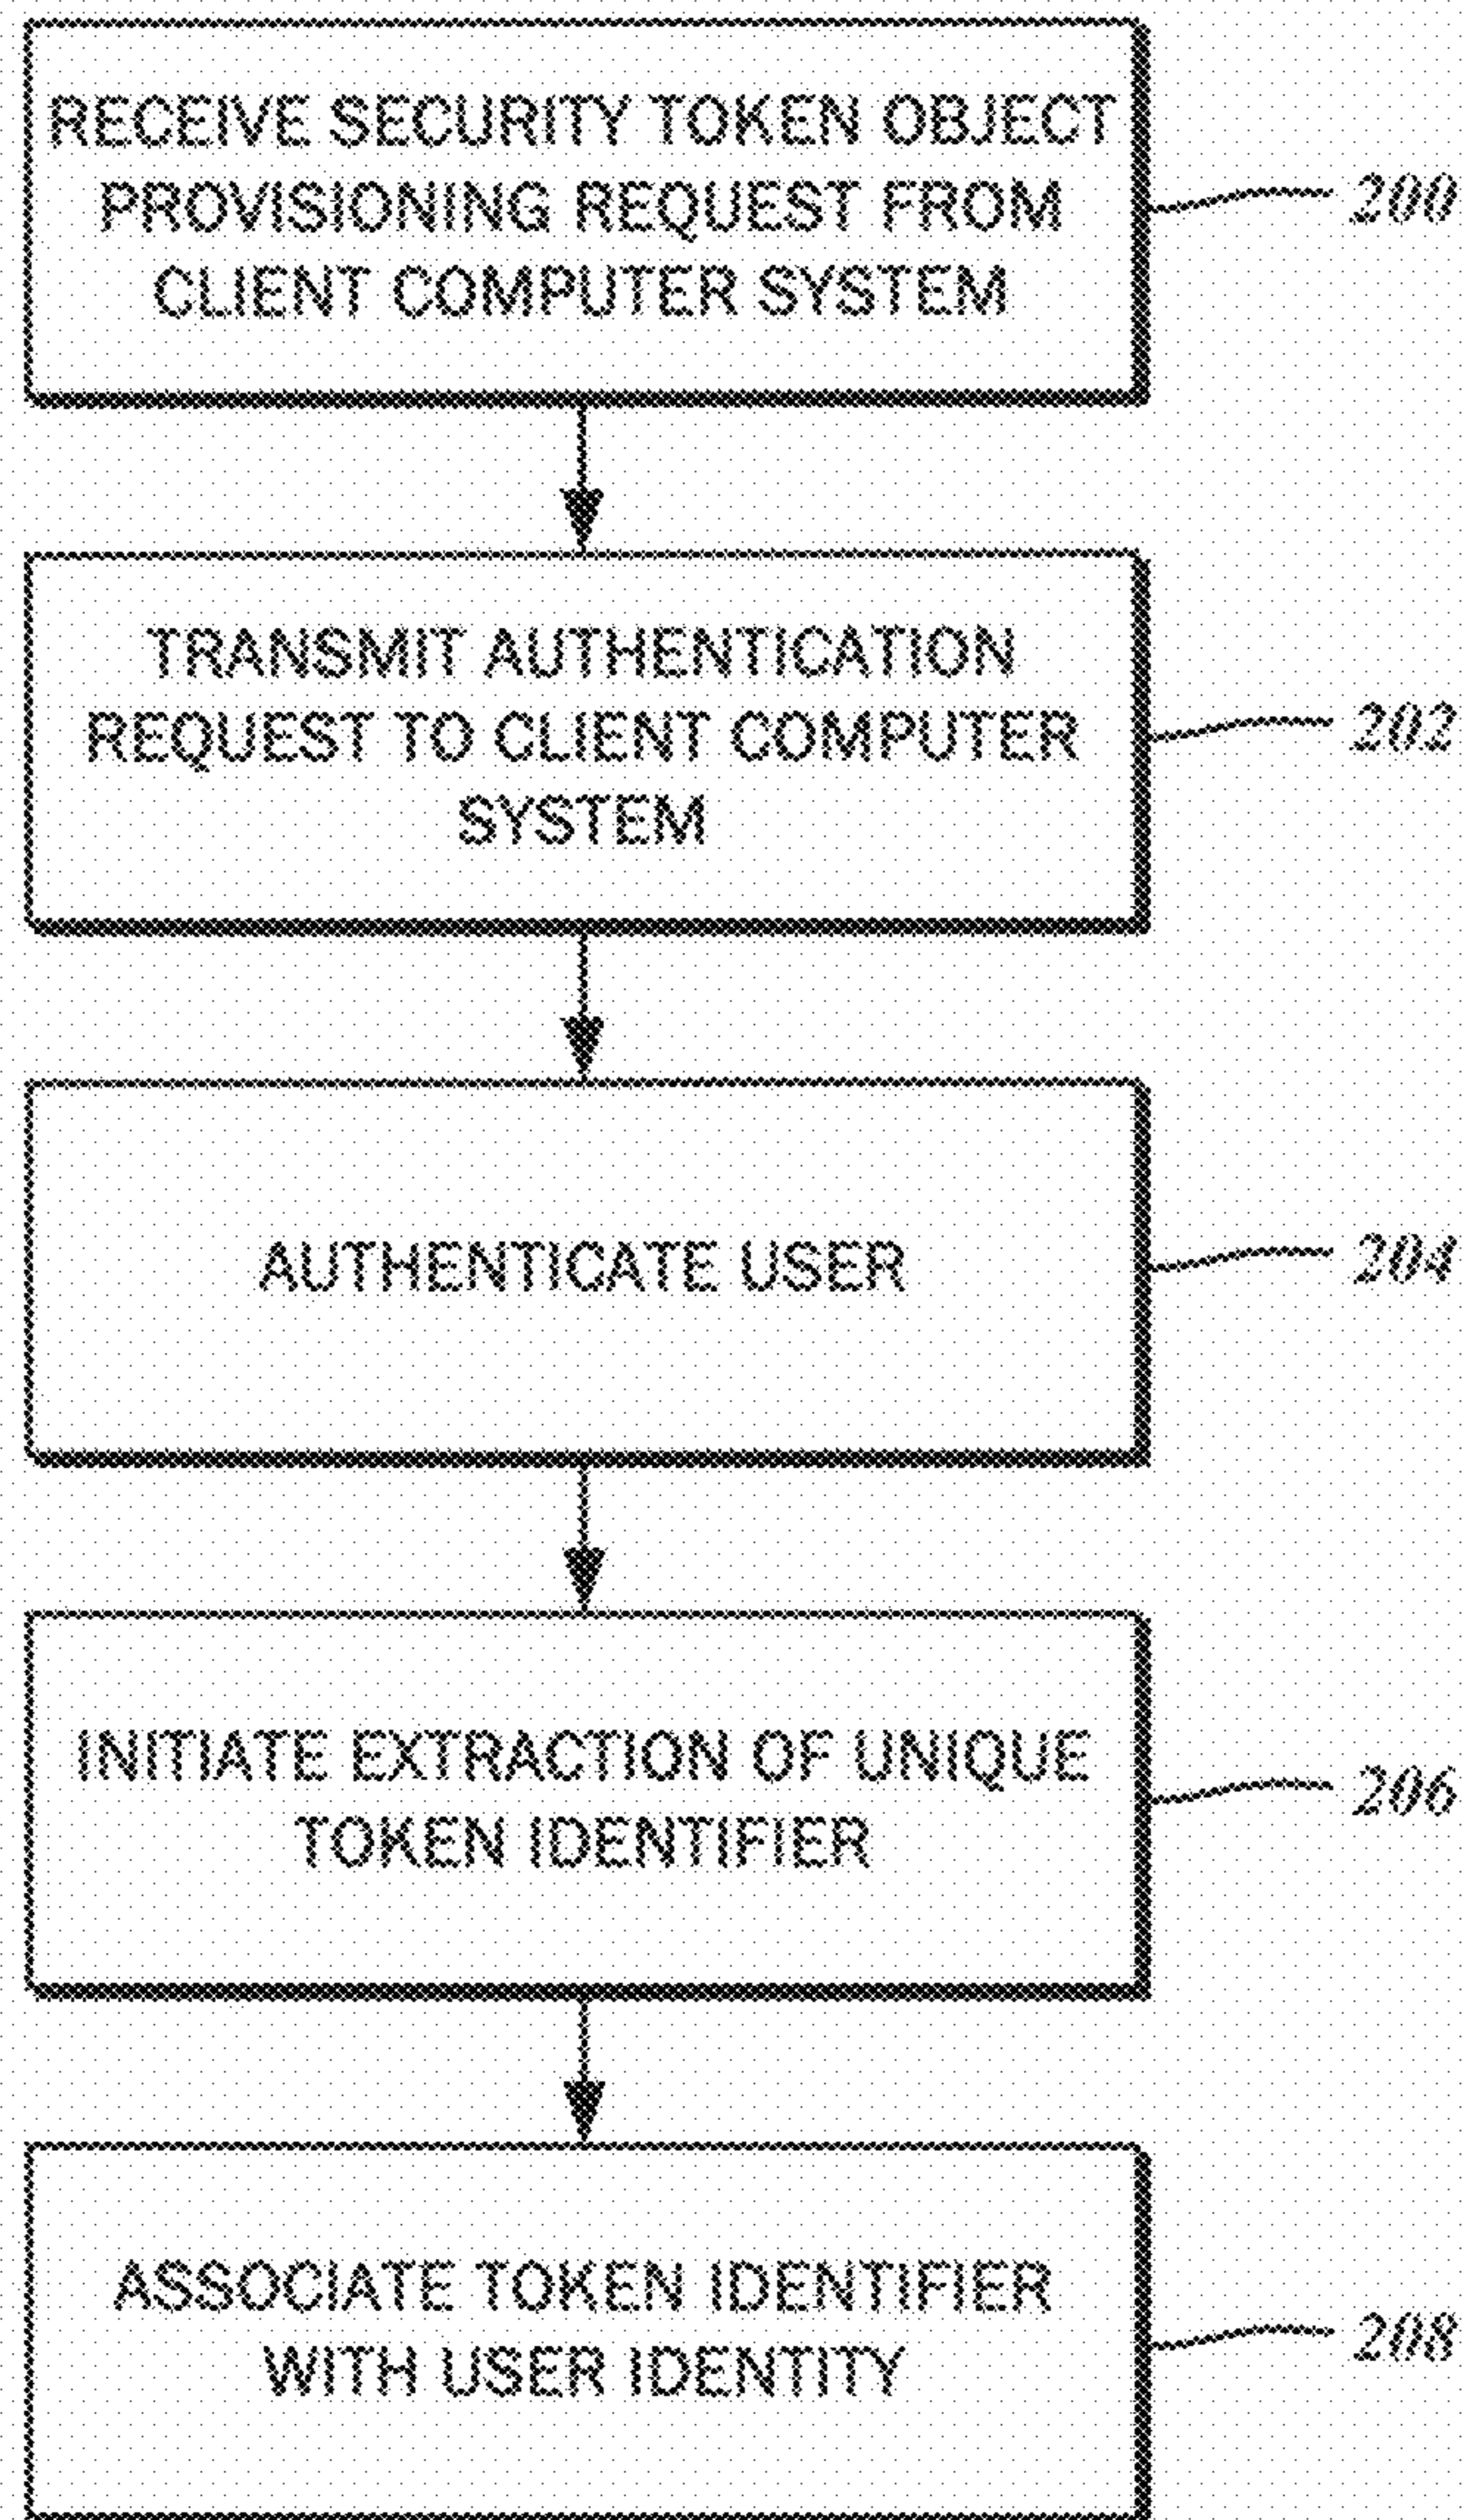 RECEIVE SECURITY TOKEN OBJECT
PROVISIONING REQUEST FROM
CLIENT COMPUTER SYSTEM
200
TRANSMIT AUTHENTICATION
REQUEST TO CLIENT COMPUTER
SYSTEM
202
AUTHENTICATE USER
204
INITIATE EXTRACTION OF UNIQUE
TOKEN IDENTIFIER
206
ASSOCIATE TOKEN IDENTIFIER
WITH USER IDENTITY
208